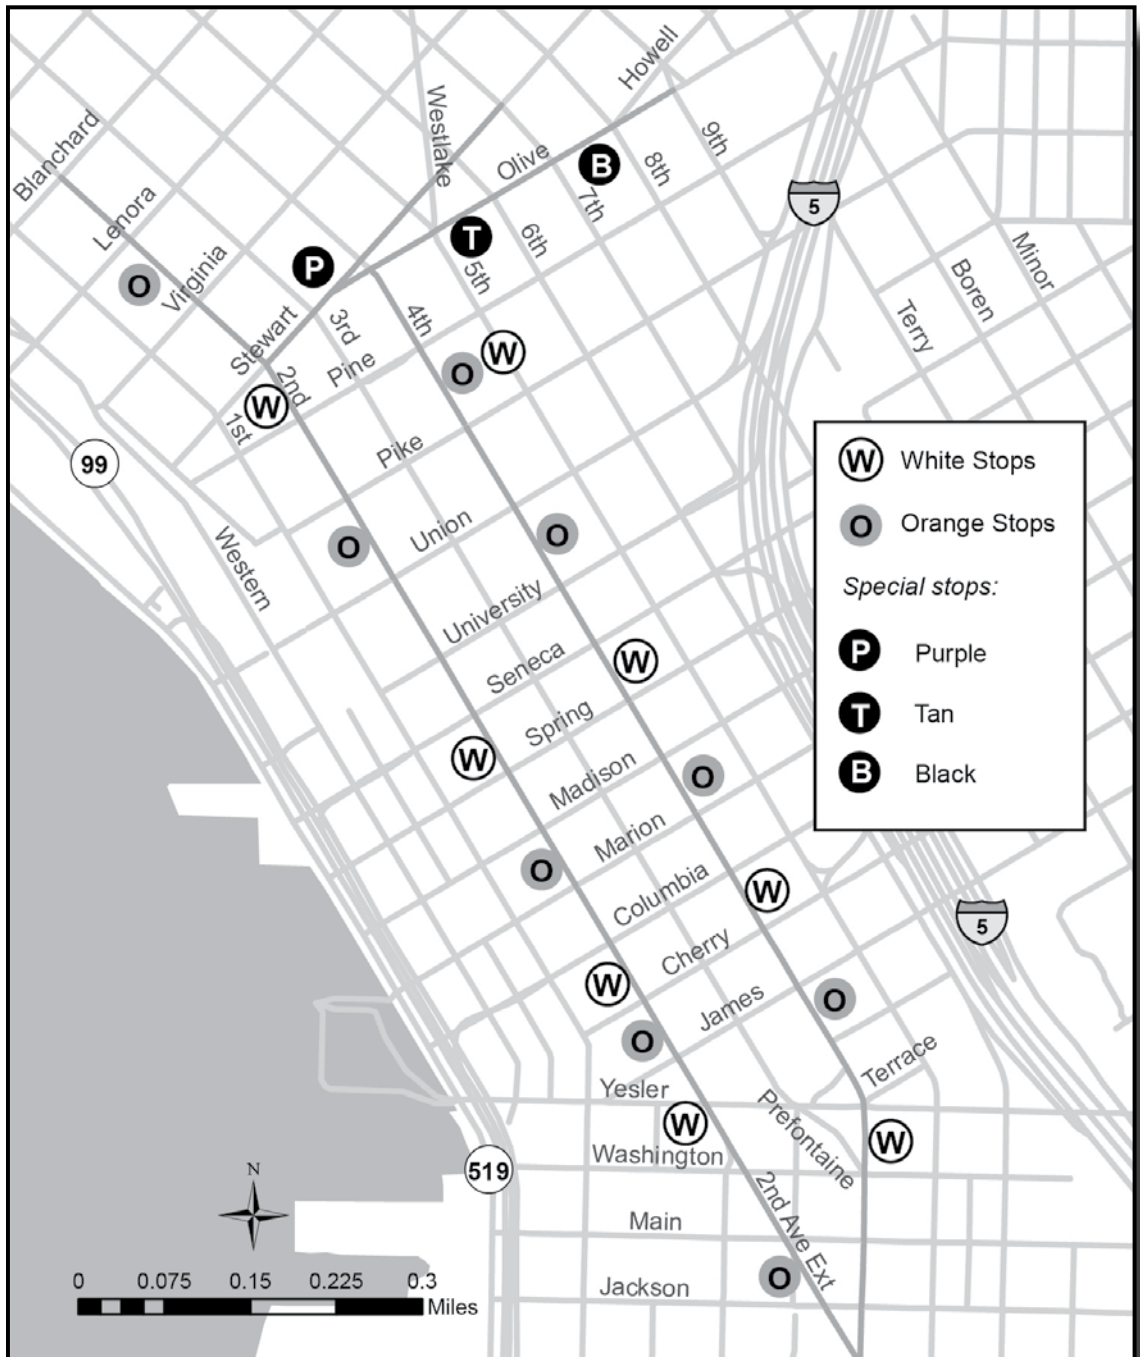 Howell
Blanchard
Westlake
9th
Olive
B
8th
Lenora
7th
5
T
6th
P
Virginia
5th
Minor
Boren
O
Stewart
3rd
4th
Terry
Pine
W
O
2nd
W
1st
Pike
99
W White Stops
O Orange Stops
Special stops:
P Purple
T Tan
B Black
Union
O
O
Western
University
Seneca
W
Spring
W
Madison
O
Marion
O
Columbia
W
5
Cherry
W
James
O
O
Terrace
Yesler
Prefontaine
W
W
Washington
519
N
2nd Ave Ext
Main
O
Jackson
0 0.075 0.15 0.225 0.3
Miles